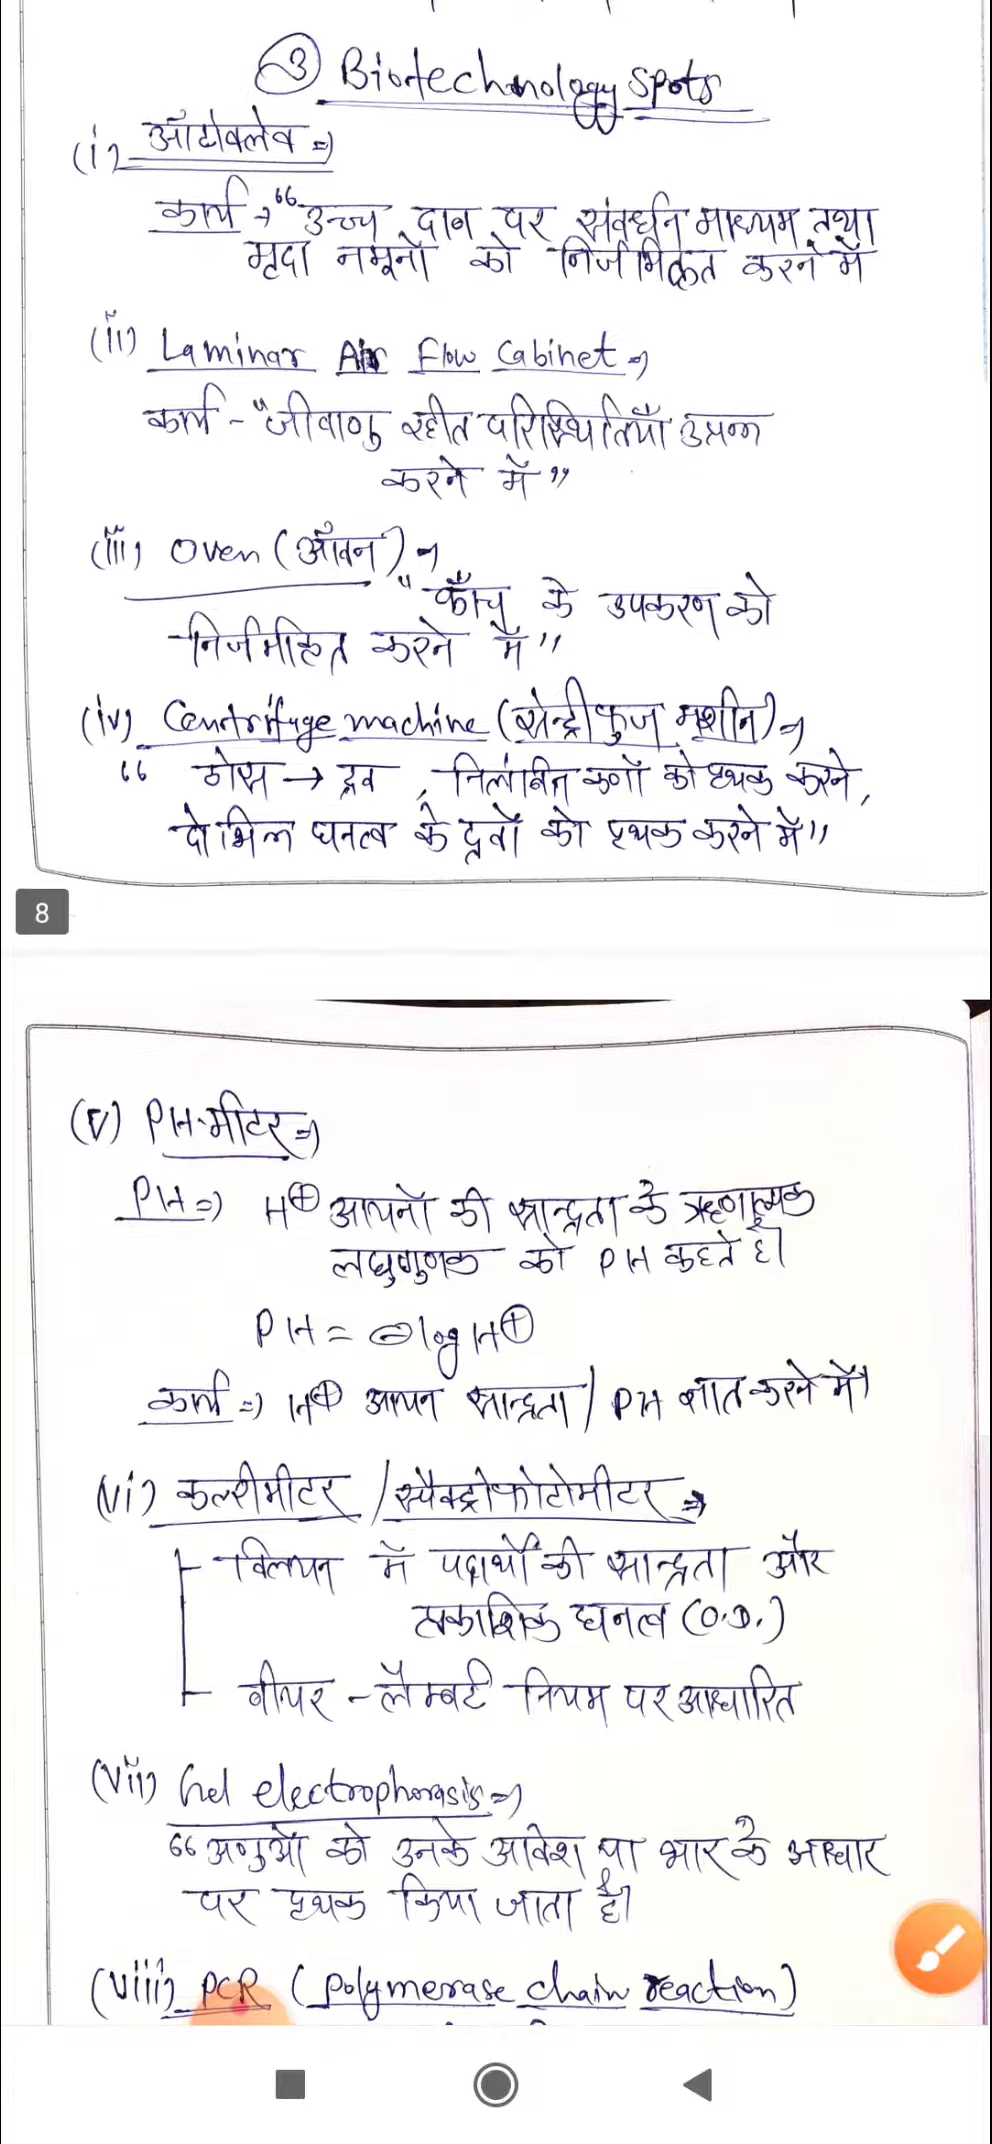 ③ Biotechnology Spots
(i) ऑटोक्लेव ⇒
कार्य → "उच्च दाब पर संवर्धन माध्यम तथा
मृदा नमूनों को निर्जर्मिकृत करने में
(ii) Laminar Air Flow Cabinet ⇒
कार्य - "जीवाणु रहीत परिस्थितियाँ उत्पन्न
करने में"
(iii) Oven (ऑवन) ⇒
"काँच के उपकरण को
निर्जर्मीकृत करने में"
(iv) Centrifuge machine (सेन्ट्रीफुज मशीन) ⇒
"ठोस → द्रव, निलंबित कणों को पृथक करने,
दो भिन्न घनत्व के द्रवों को पृथक करने में"
8
(V) PH-मीटर ⇒
PH ⇒ H⊕ आयनों की सान्द्रता के ऋणात्मक
लघुगुणक को PH कहते है।
PH = ⊖log H⊕
कार्य ⇒ H⊕ आयन सान्द्रता / PH ज्ञात करने में।
(vi) कलरीमीटर / स्पैक्ट्रोफोटोमीटर ⇒
विलयन में पदार्थों की सान्द्रता और
प्रकाशिक घनत्व (O.D.)
बीयर - लैम्बर्ट नियम पर आधारित
(vii) Gel electrophorasis ⇒
"अणुओं को उनके आवेश या भार के आधार
पर पृथक किया जाता है।
(viii) PCR (Polymerase chain reaction)